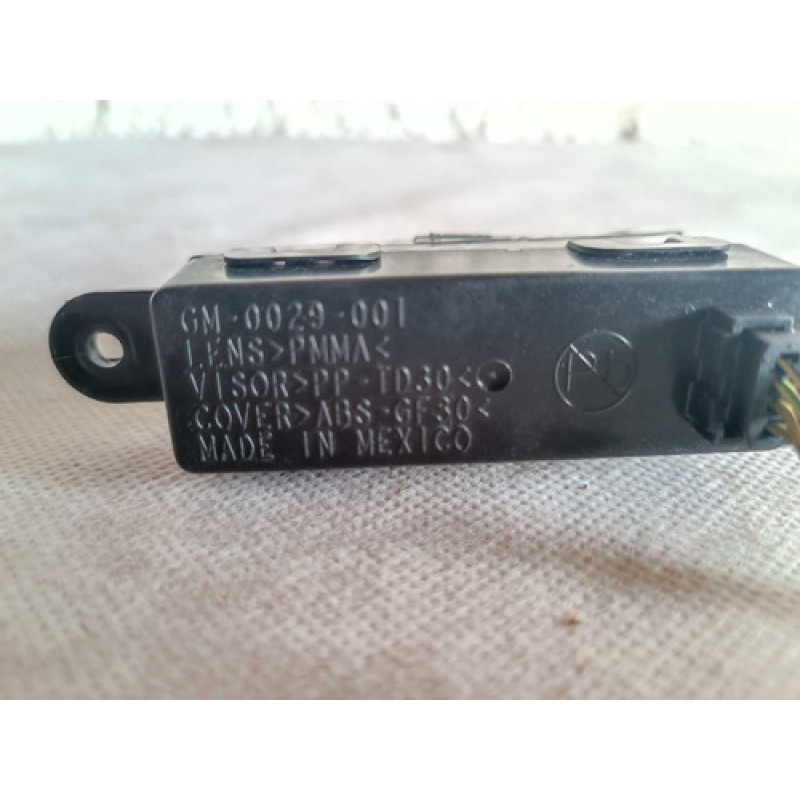 GM-0029-001
LENS>PMMA<
VISOR>PP-TD30<
COVER>ABS-GF30<
MADE IN MEXICO